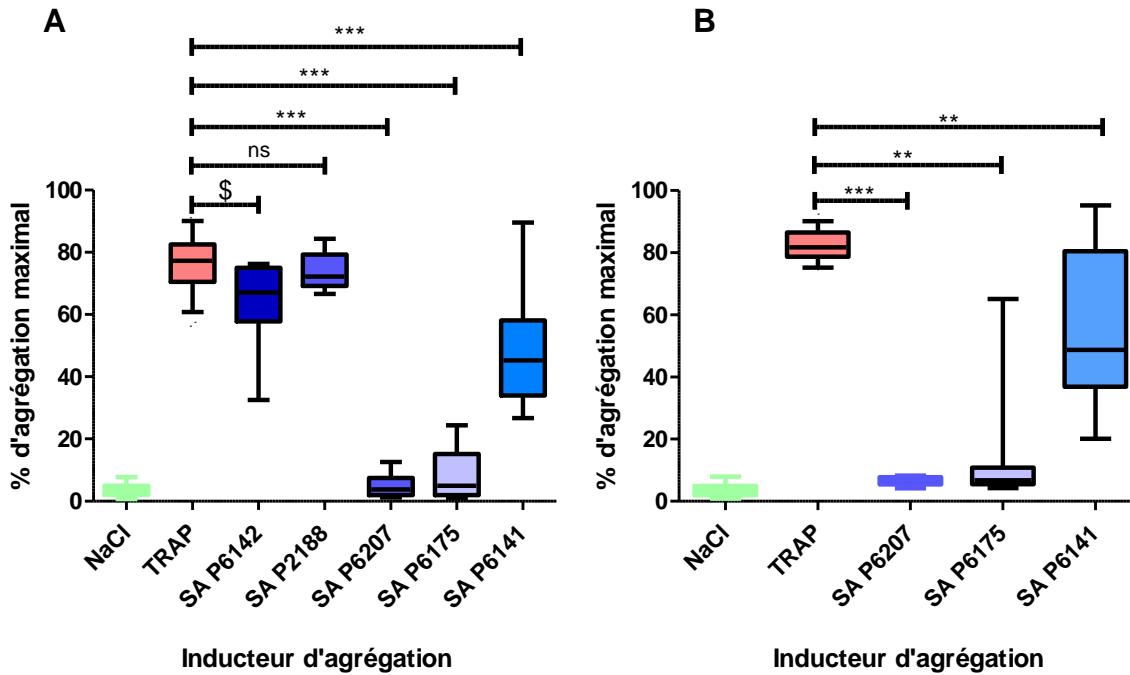 A
***
***
***
ns
$
% d'agrégation maximal
100
80
60
40
20
0
NaCl
TRAP
SA P6142
SA P2188
SA P6207
SA P6175
SA P6141
Inducteur d'agrégation
B
**
**
***
% d'agrégation maximal
100
80
60
40
20
0
NaCl
TRAP
SA P6207
SA P6175
SA P6141
Inducteur d'agrégation